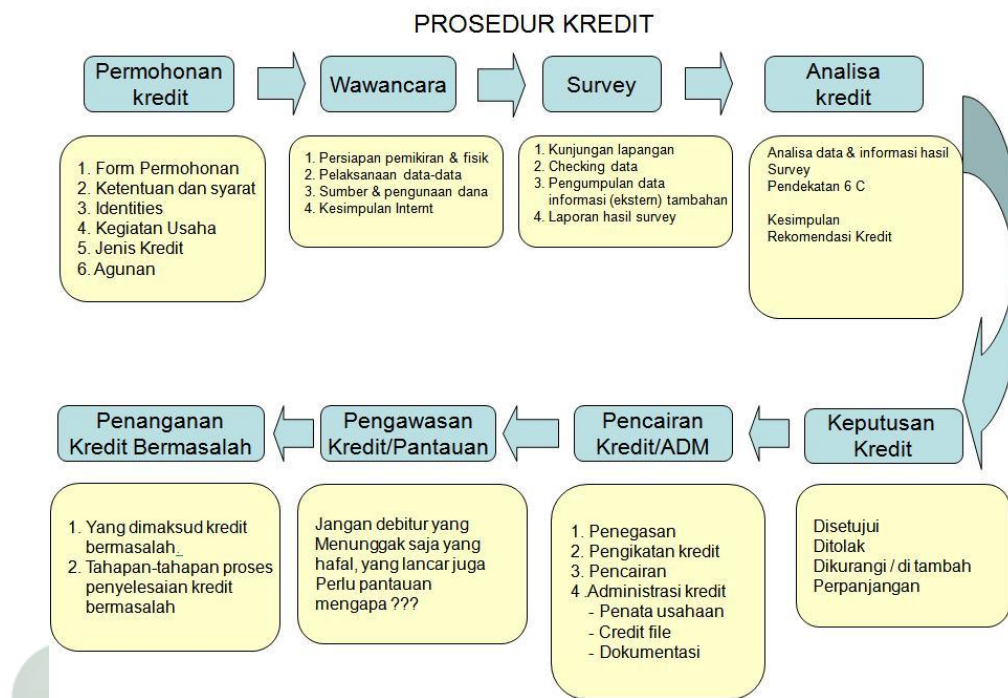 PROSEDUR KREDIT
Permohonan
kredit
Wawancara
Survey
Analisa
kredit
1. Form Permohonan
2. Ketentuan dan syarat
3. Identities
4. Kegiatan Usaha
5. Jenis Kredit
6. Agunan
1. Persiapan pemikiran & fisik
2. Pelaksanaan data-data
3. Sumber & pengunaan dana
4. Kesimpulan Internt
1. Kunjungan lapangan
2. Checking data
3. Pengumpulan data
informasi (ekstern) tambahan
4. Laporan hasil survey
Analisa data & informasi hasil
Survey
Pendekatan 6 C
Kesimpulan
Rekomendasi Kredit
Penanganan
Kredit Bermasalah
Pengawasan
Kredit/Pantauan
Pencairan
Kredit/ADM
Keputusan
Kredit
1. Yang dimaksud kredit
bermasalah.
2. Tahapan-tahapan proses
penyelesaian kredit
bermasalah
Jangan debitur yang
Menunggak saja yang
hafal, yang lancar juga
Perlu pantauan
mengapa ???
1. Penegasan
2. Pengikatan kredit
3. Pencairan
4 .Administrasi kredit
- Penata usahaan
- Credit file
- Dokumentasi
Disetujui
Ditolak
Dikurangi / di tambah
Perpanjangan